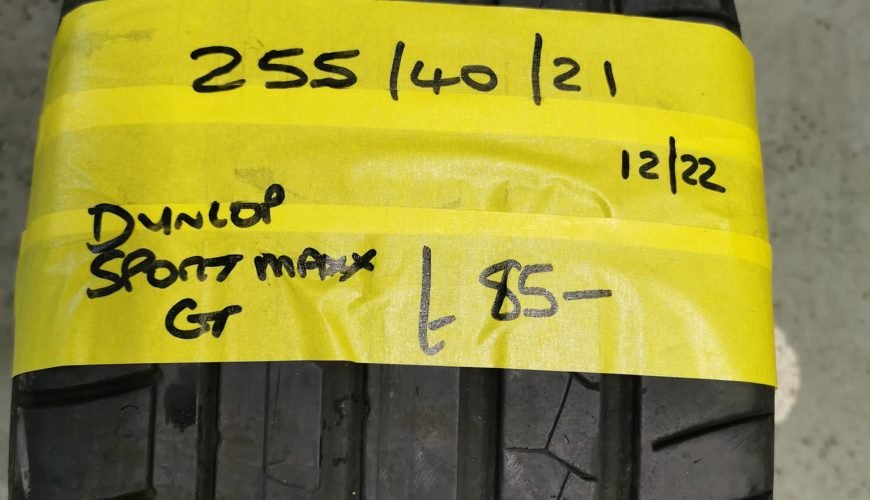 255/40/21
12/22
DUNLOP
SPORT MAXX
GT
£85-